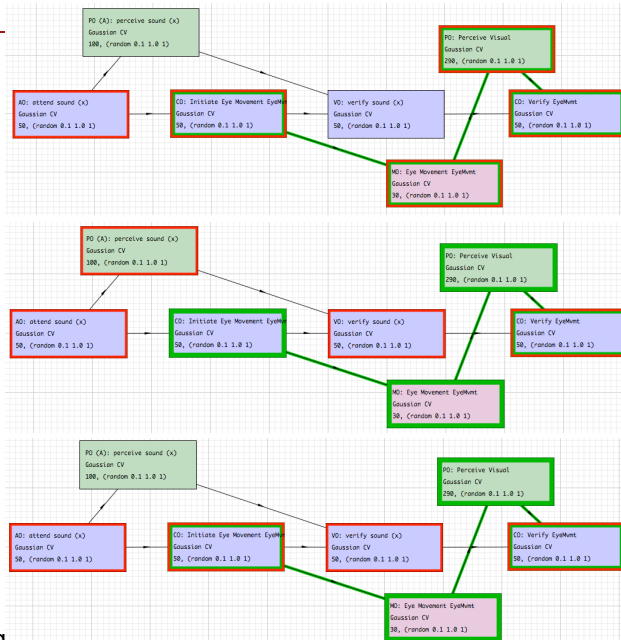 PO (A): perceive sound (x)
Gaussian CV
100, (random 0.1 1.0 1)
PO: Perceive Visual
Gaussian CV
290, (random 0.1 1.0 1)
AO: attend sound (x)
Gaussian CV
50, (random 0.1 1.0 1)
CO: Initiate Eye Movement EyeMvm
Gaussian CV
50, (random 0.1 1.0 1)
VO: verify sound (x)
Gaussian CV
50, (random 0.1 1.0 1)
CO: Verify EyeMvmt
Gaussian CV
50, (random 0.1 1.0 1)
MO: Eye Movement EyeMvmt
Gaussian CV
30, (random 0.1 1.0 1)
PO (A): perceive sound (x)
Gaussian CV
100, (random 0.1 1.0 1)
PO: Perceive Visual
Gaussian CV
290, (random 0.1 1.0 1)
AO: attend sound (x)
Gaussian CV
50, (random 0.1 1.0 1)
CO: Initiate Eye Movement EyeMvm
Gaussian CV
50, (random 0.1 1.0 1)
VO: verify sound (x)
Gaussian CV
50, (random 0.1 1.0 1)
CO: Verify EyeMvmt
Gaussian CV
50, (random 0.1 1.0 1)
MO: Eye Movement EyeMvmt
Gaussian CV
30, (random 0.1 1.0 1)
PO (A): perceive sound (x)
Gaussian CV
100, (random 0.1 1.0 1)
PO: Perceive Visual
Gaussian CV
290, (random 0.1 1.0 1)
AO: attend sound (x)
Gaussian CV
50, (random 0.1 1.0 1)
CO: Initiate Eye Movement EyeMvm
Gaussian CV
50, (random 0.1 1.0 1)
VO: verify sound (x)
Gaussian CV
50, (random 0.1 1.0 1)
CO: Verify EyeMvmt
Gaussian CV
50, (random 0.1 1.0 1)
MO: Eye Movement EyeMvmt
Gaussian CV
30, (random 0.1 1.0 1)